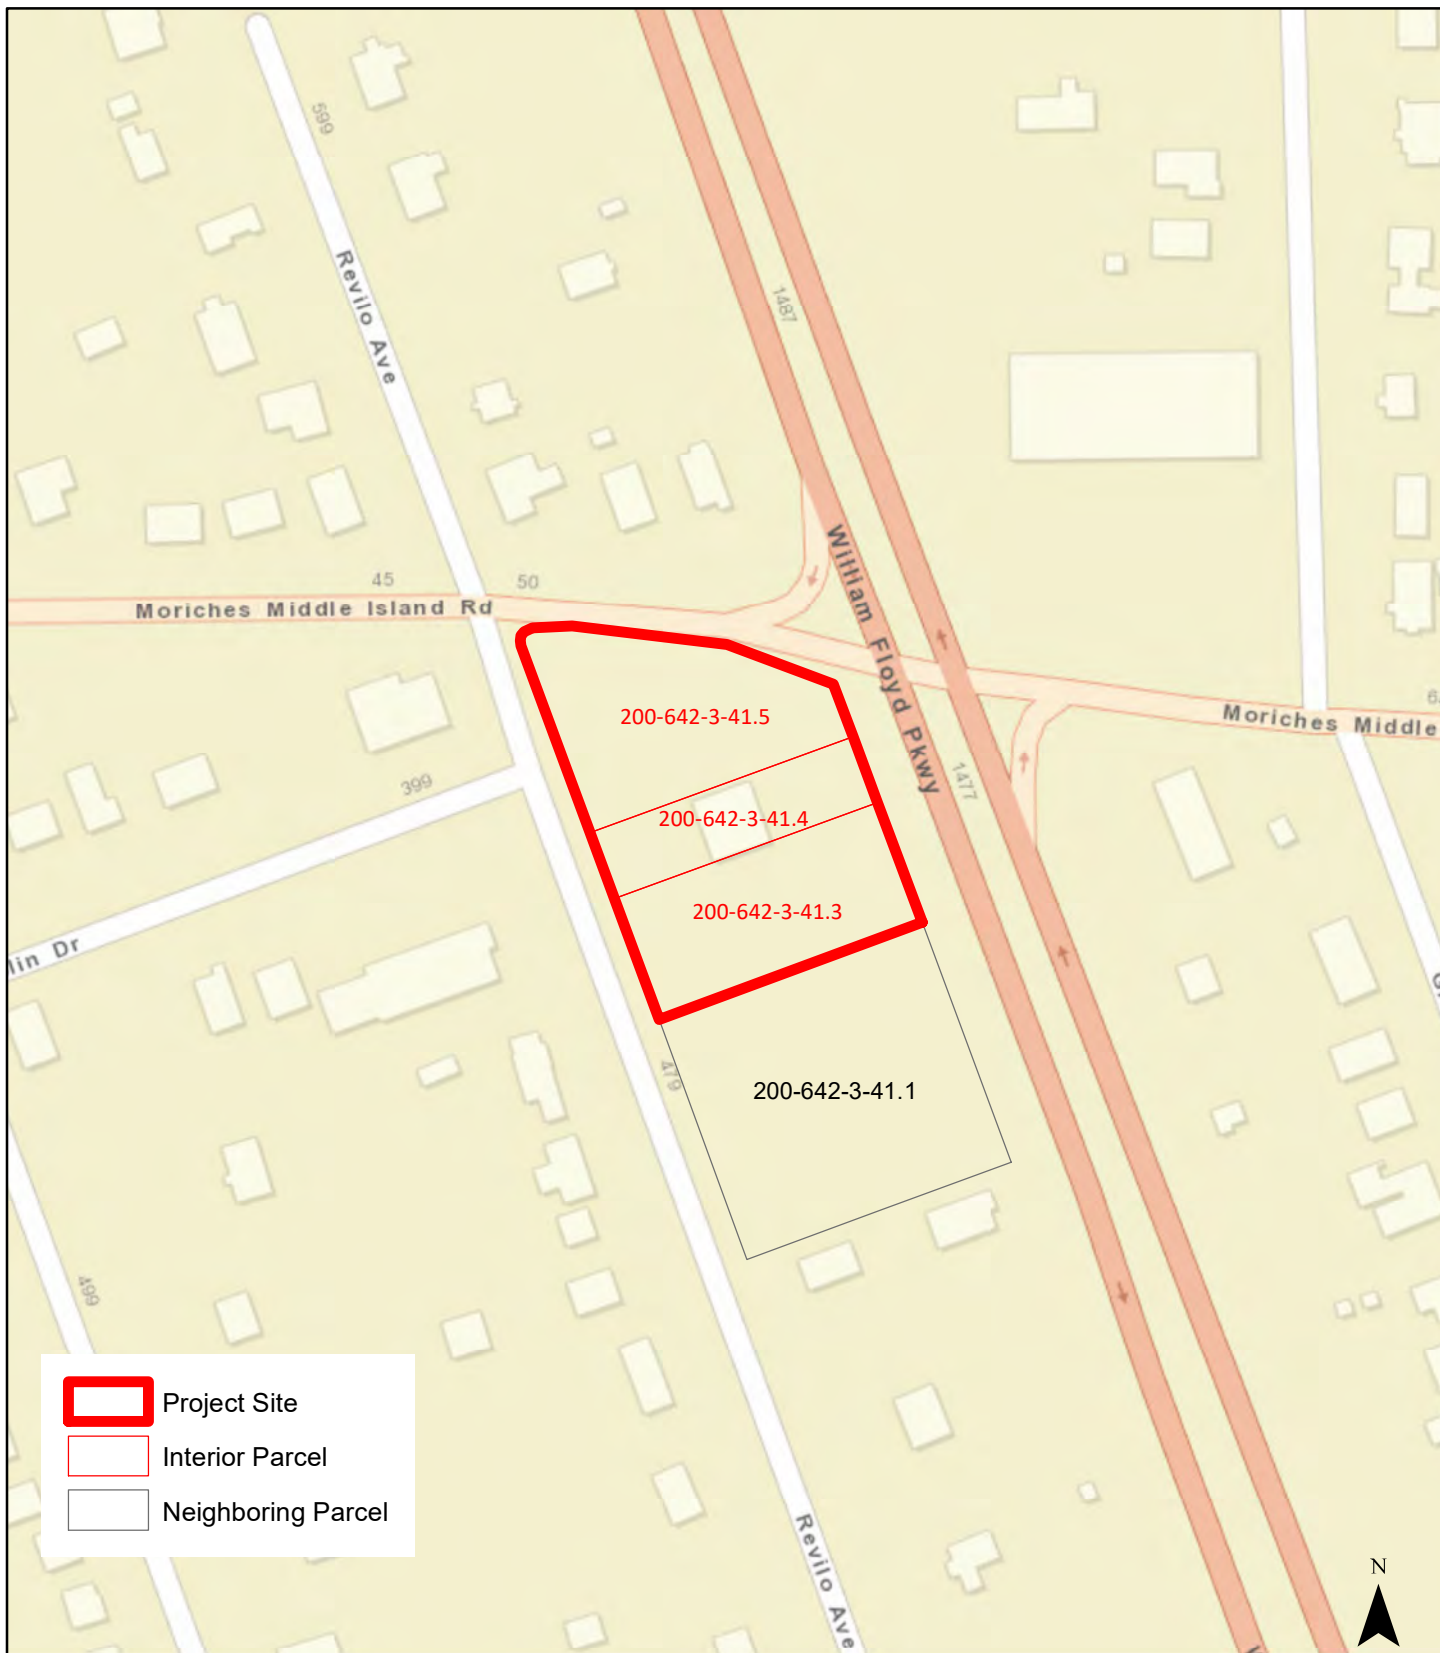 599
Revilo Ave
1487
45
50
Moriches Middle Island Rd
William Floyd Pkwy
200-642-3-41.5
Moriches Middle
399
1477
200-642-3-41.4
200-642-3-41.3
lin Dr
479
200-642-3-41.1
499
Project Site
Interior Parcel
Neighboring Parcel
Revilo Ave
N